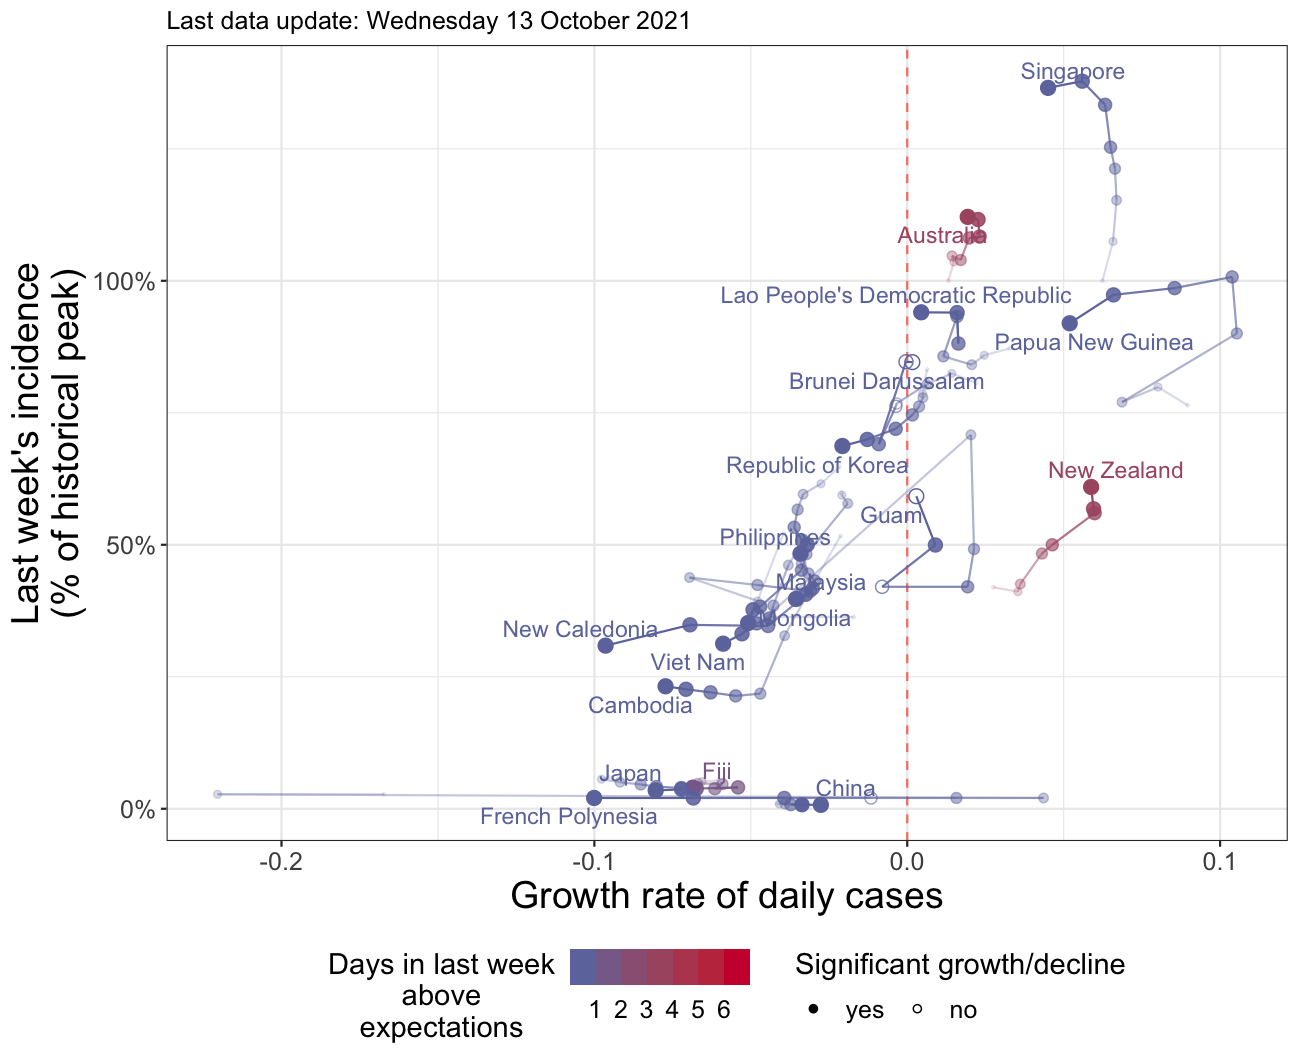 Last data update: Wednesday 13 October 2021
Last week's incidence
(% of historical peak)
100%
50%
0%
Singapore
Australia
Lao People's Democratic Republic
Papua New Guinea
Brunei Darussalam
Republic of Korea
New Zealand
Guam
Philippines
Malaysia
Mongolia
New Caledonia
Viet Nam
Cambodia
Japan
Fiji
China
French Polynesia
-0.2
-0.1
0.0
0.1
Growth rate of daily cases
Days in last week
above
expectations
1 2 3 4 5 6
Significant growth/decline
yes
no